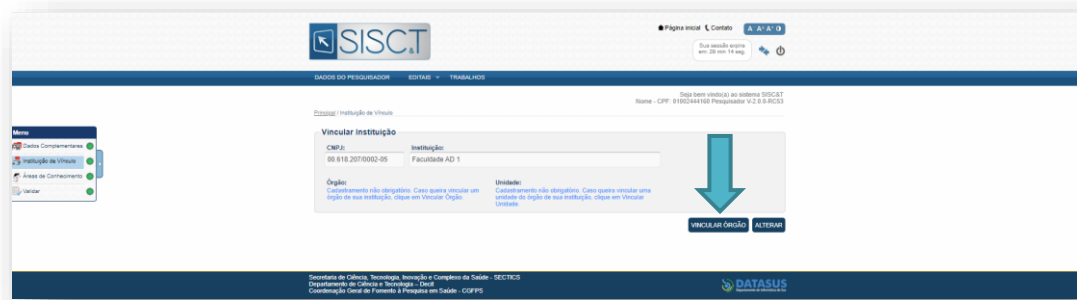 SISC&T
Página inicial Contato A- A+ A+
Sua sessão expira
em: 28 min 14 seg.
DADOS DO PESQUISADOR EDITAIS TRABALHOS
Seja bem vindo(a) ao sistema SISC&T
Nome - CPF: 01002444160 Pesquisador V-2.0.0-RC53
Principal / Instituição de Vínculo
Menu
Dados Complementares
Instituição de Vínculo
Áreas de Conhecimento
Validar
Vincular Instituição
CNPJ: Instituição:
00.618.207/0002-05 Faculdade AD 1
Órgão: Unidade:
Cadastramento não obrigatório. Caso queira vincular um Cadastramento não obrigatório. Caso queira vincular uma
órgão de sua instituição, clique em Vincular Órgão. unidade do órgão de sua instituição, clique em Vincular
Unidade.
VINCULAR ÓRGÃO ALTERAR
Secretaria de Ciência, Tecnologia, Inovação e Complexo da Saúde - SECTICS
Departamento de Ciência e Tecnologia – Decit
Coordenação Geral de Fomento à Pesquisa em Saúde - CGFPS
DATASUS